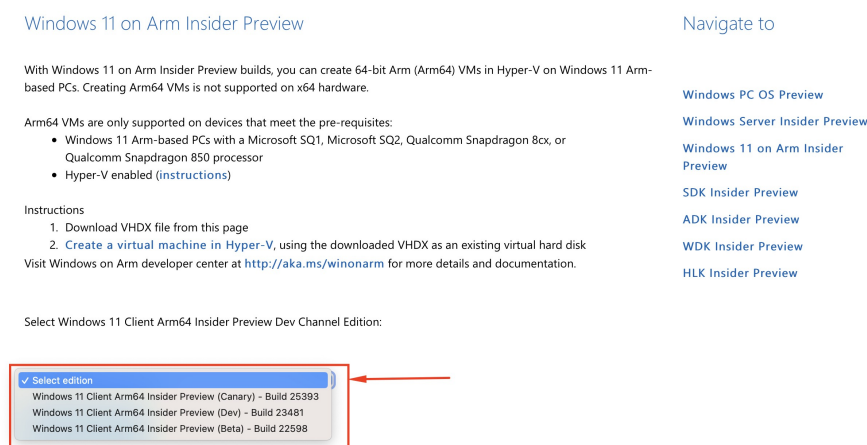 Windows 11 on Arm Insider Preview
With Windows 11 on Arm Insider Preview builds, you can create 64-bit Arm (Arm64) VMs in Hyper-V on Windows 11 Arm-
based PCs. Creating Arm64 VMs is not supported on x64 hardware.
Arm64 VMs are only supported on devices that meet the pre-requisites:
• Windows 11 Arm-based PCs with a Microsoft SQ1, Microsoft SQ2, Qualcomm Snapdragon 8cx, or
Qualcomm Snapdragon 850 processor
• Hyper-V enabled (instructions)
Instructions
1. Download VHDX file from this page
2. Create a virtual machine in Hyper-V, using the downloaded VHDX as an existing virtual hard disk
Visit Windows on Arm developer center at http://aka.ms/winonarm for more details and documentation.
Select Windows 11 Client Arm64 Insider Preview Dev Channel Edition:
✓ Select edition
Windows 11 Client Arm64 Insider Preview (Canary) - Build 25393
Windows 11 Client Arm64 Insider Preview (Dev) - Build 23481
Windows 11 Client Arm64 Insider Preview (Beta) - Build 22598
Navigate to
Windows PC OS Preview
Windows Server Insider Preview
Windows 11 on Arm Insider
Preview
SDK Insider Preview
ADK Insider Preview
WDK Insider Preview
HLK Insider Preview